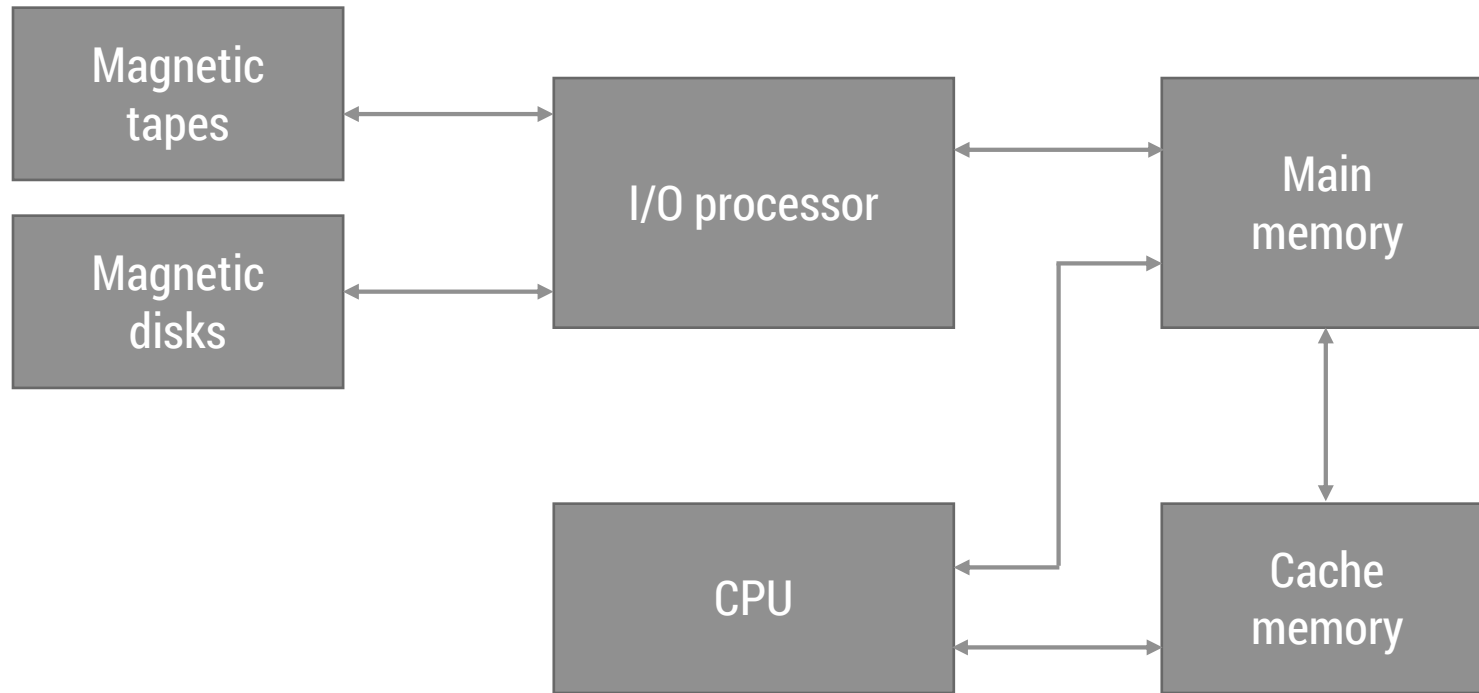 Magnetic
tapes
Magnetic
disks
I/O processor
Main
memory
CPU
Cache
memory